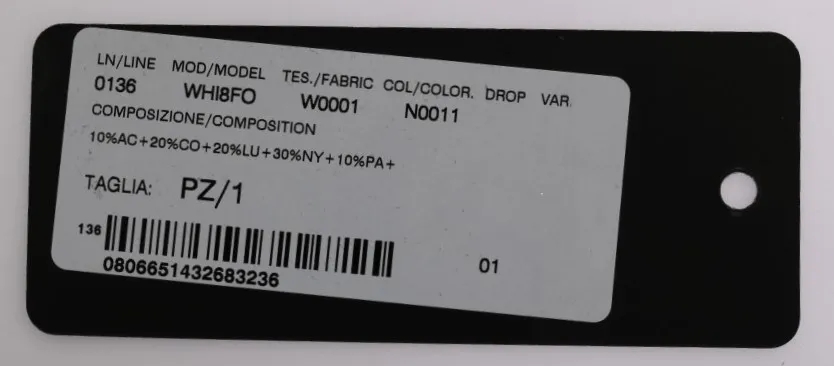 LN/LINE MOD/MODEL TES./FABRIC COL/COLOR. DROP VAR.
0136 WHI8FO W0001 N0011
COMPOSIZIONE/COMPOSITION
10%AC+20%CO+20%LU+30%NY+10%PA+
TAGLIA: PZ/1
136
0806651432683236
01